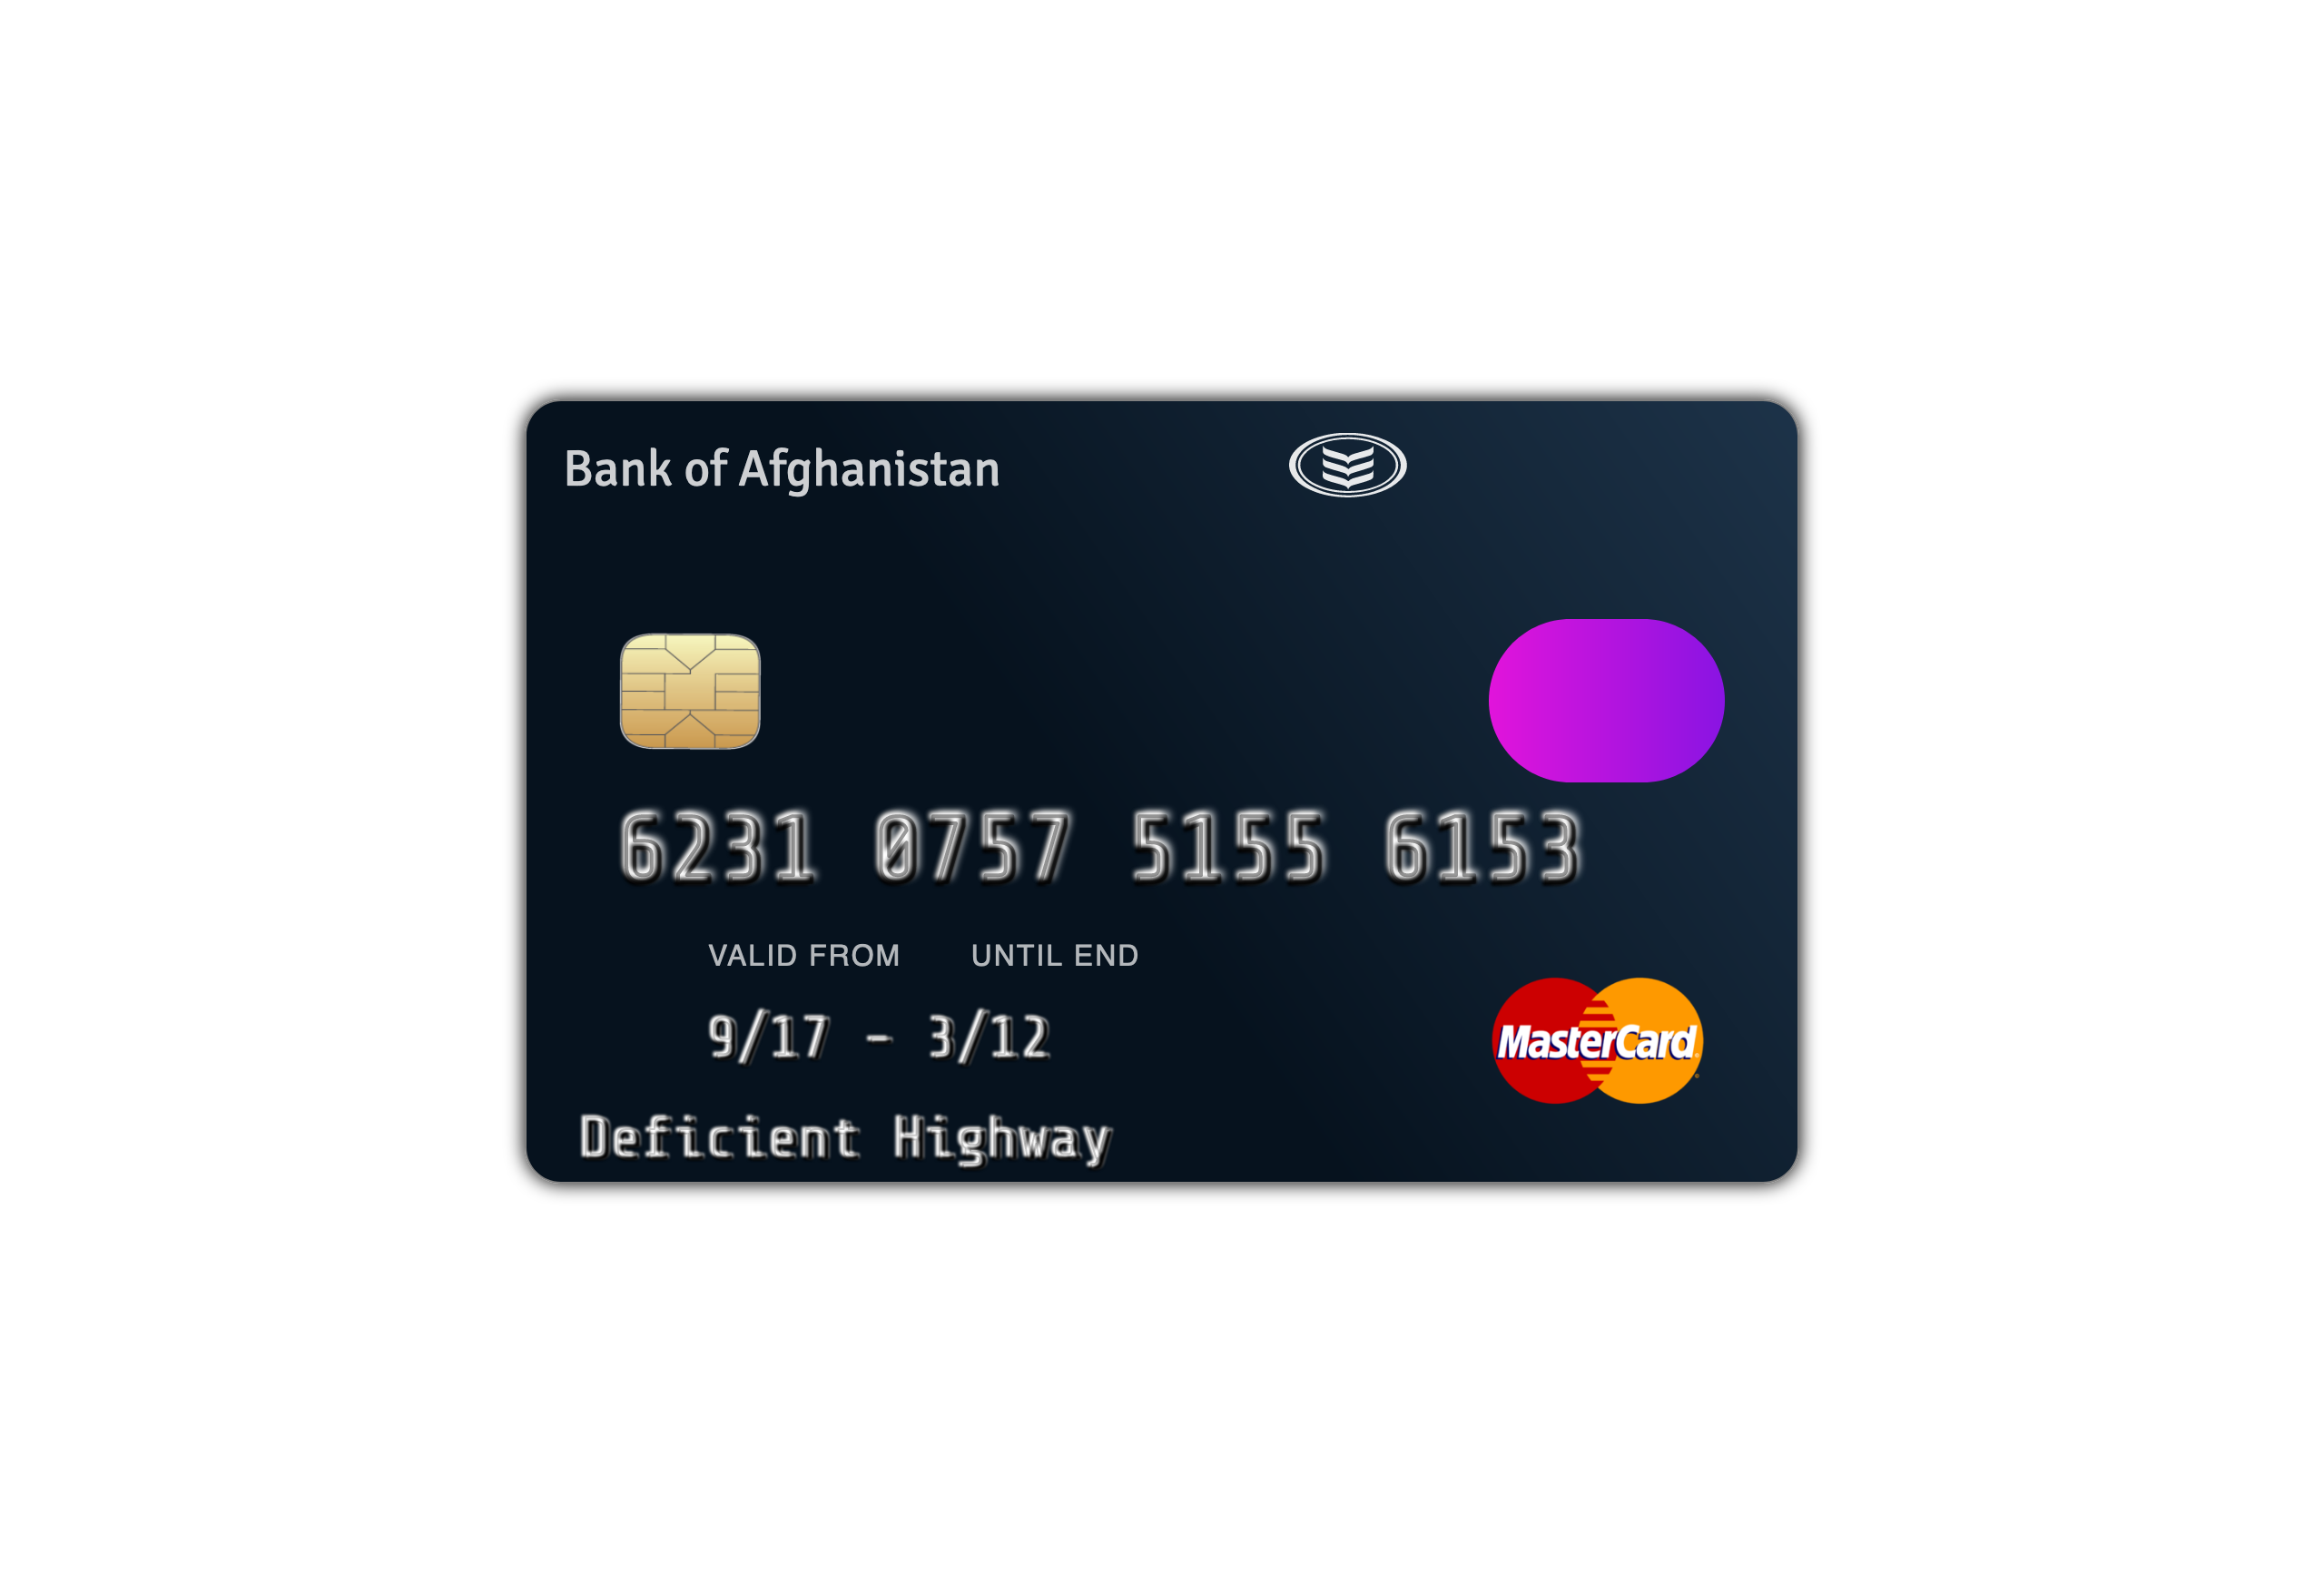 Bank of Afghanistan
6231 0757 5155 6153
VALID FROM UNTIL END
9/17 - 3/12
MasterCard
Deficient Highway